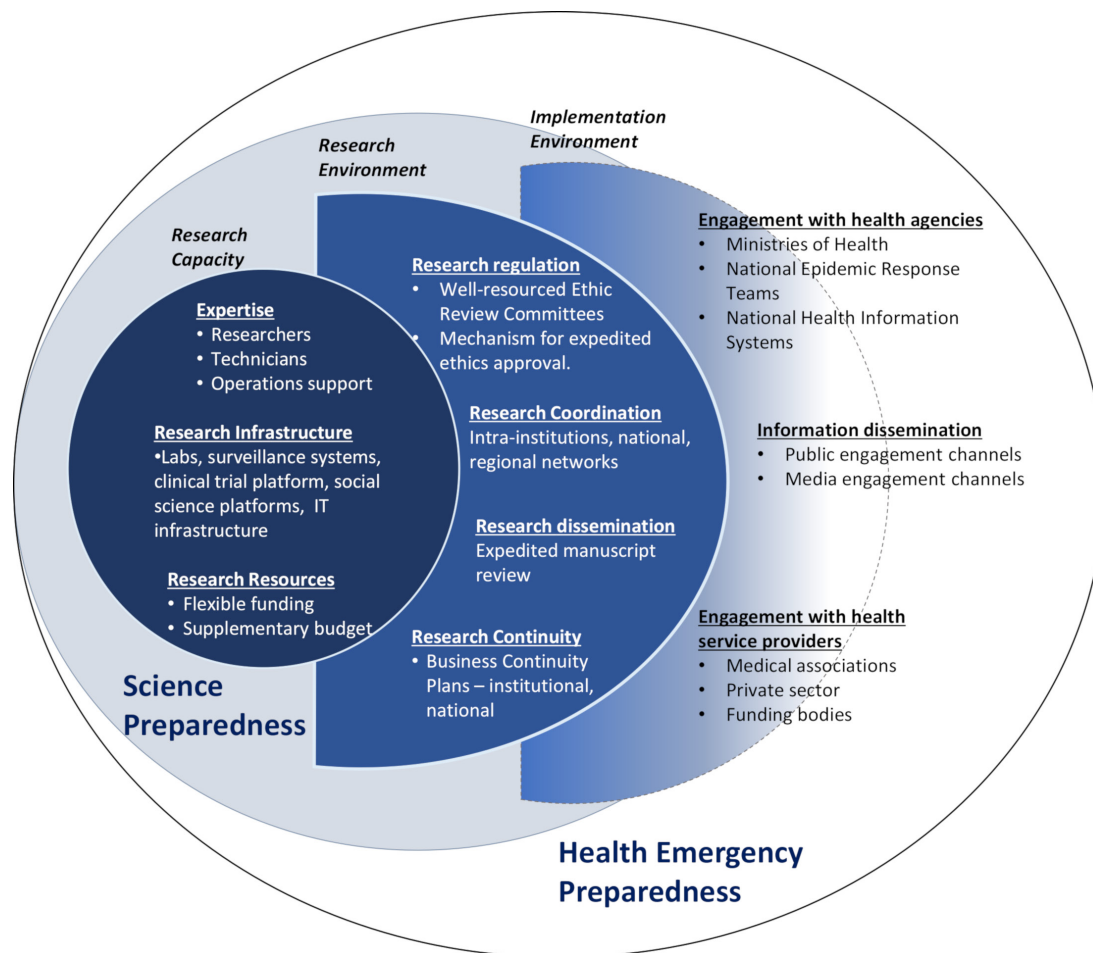 Implementation
Environment
Research
Environment
Research
Capacity
Expertise
• Researchers
• Technicians
• Operations support
Research Infrastructure
•Labs, surveillance systems,
clinical trial platform, social
science platforms, IT
infrastructure
Research Resources
• Flexible funding
• Supplementary budget
Science
Preparedness
Research regulation
• Well-resourced Ethic
Review Committees
• Mechanism for expedited
ethics approval.
Research Coordination
Intra-institutions, national,
regional networks
Research dissemination
Expedited manuscript
review
Research Continuity
• Business Continuity
Plans – institutional,
national
Engagement with health agencies
• Ministries of Health
• National Epidemic Response
Teams
• National Health Information
Systems
Information dissemination
• Public engagement channels
• Media engagement channels
Engagement with health
service providers
• Medical associations
• Private sector
• Funding bodies
Health Emergency
Preparedness